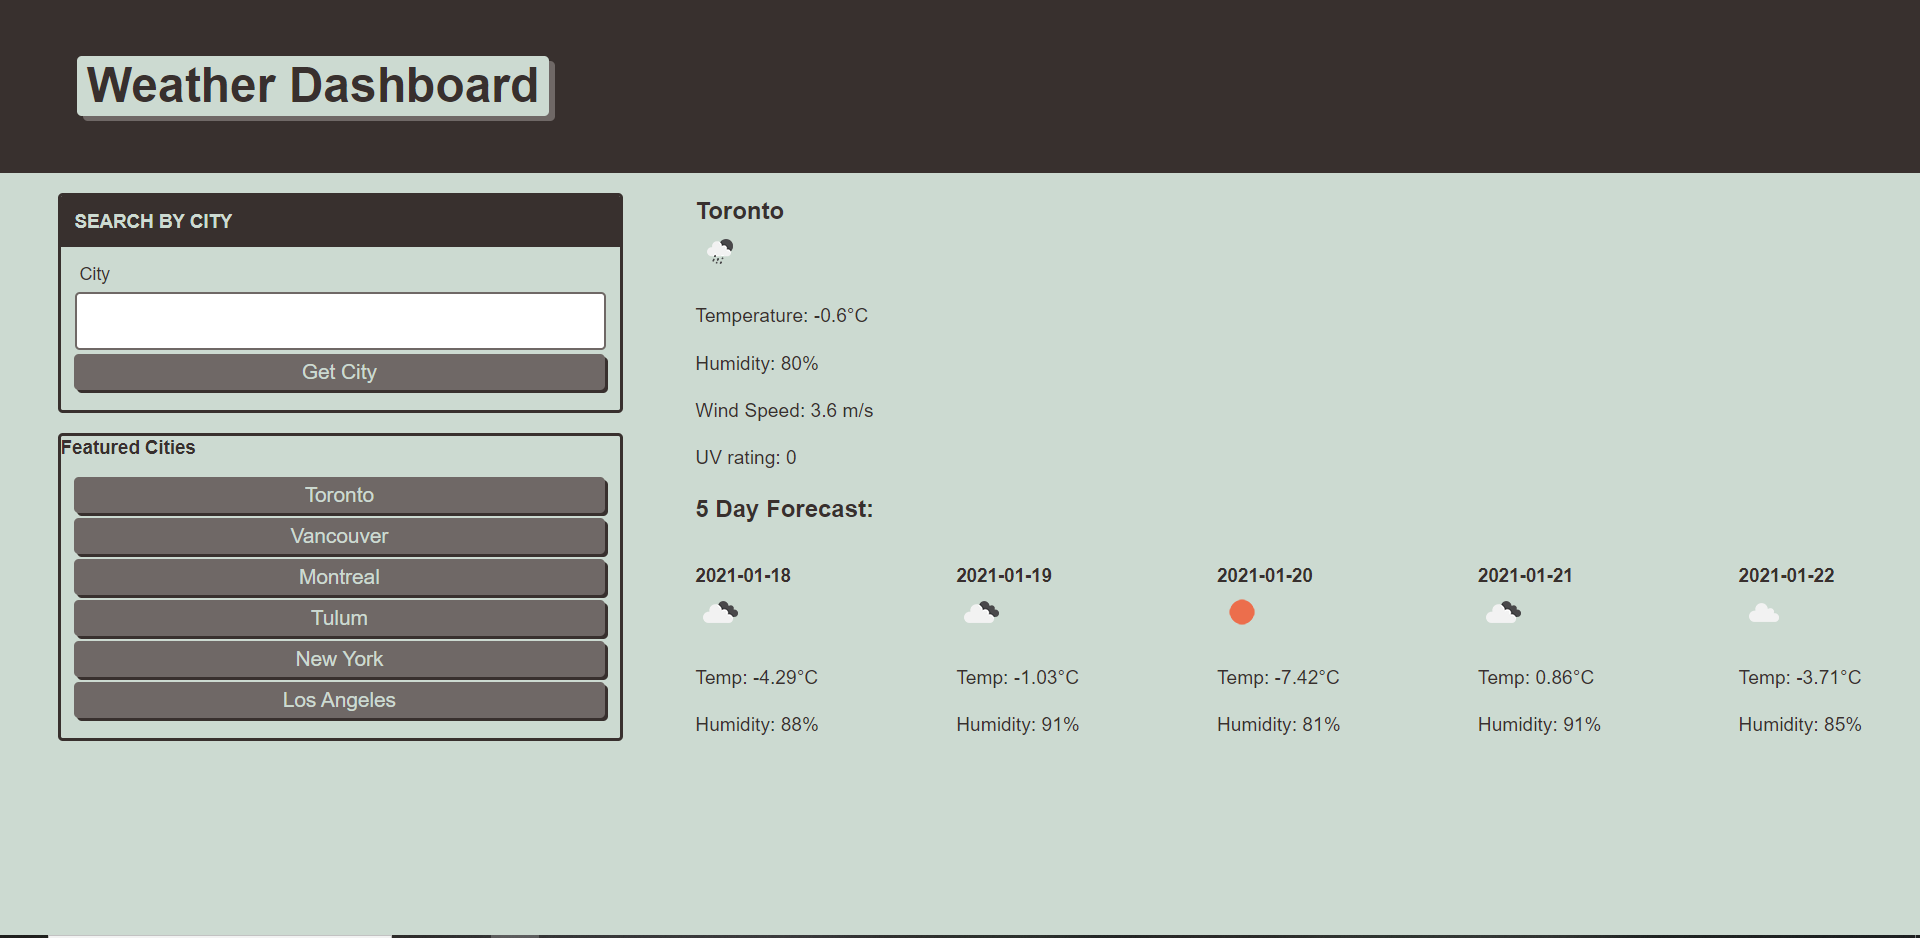 Weather Dashboard
SEARCH BY CITY
City
Get City
Featured Cities
Toronto
Vancouver
Montreal
Tulum
New York
Los Angeles
Toronto
Temperature: -0.6°C
Humidity: 80%
Wind Speed: 3.6 m/s
UV rating: 0
5 Day Forecast:
2021-01-18
Temp: -4.29°C
Humidity: 88%
2021-01-19
Temp: -1.03°C
Humidity: 91%
2021-01-20
Temp: -7.42°C
Humidity: 81%
2021-01-21
Temp: 0.86°C
Humidity: 91%
2021-01-22
Temp: -3.71°C
Humidity: 85%